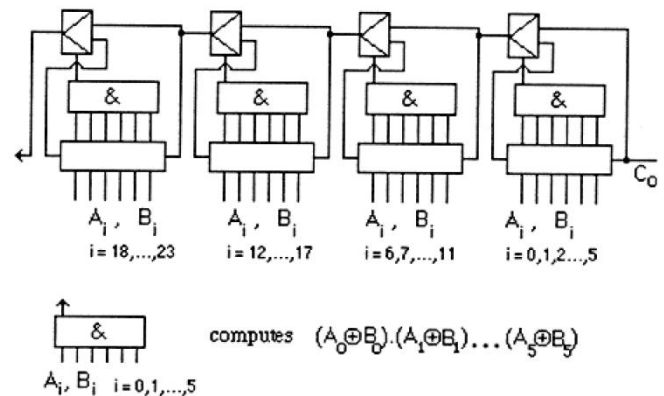 & & & &
C₀
Aᵢ , Bᵢ Aᵢ , Bᵢ Aᵢ , Bᵢ Aᵢ , Bᵢ
i = 18,...,23 i = 12,...,17 i = 6,7,...,11 i = 0,1,2...,5
& computes (A₀⊕B₀).(A₁⊕B₁)...(A₅⊕B₅)
Aᵢ, Bᵢ i = 0,1,...,5